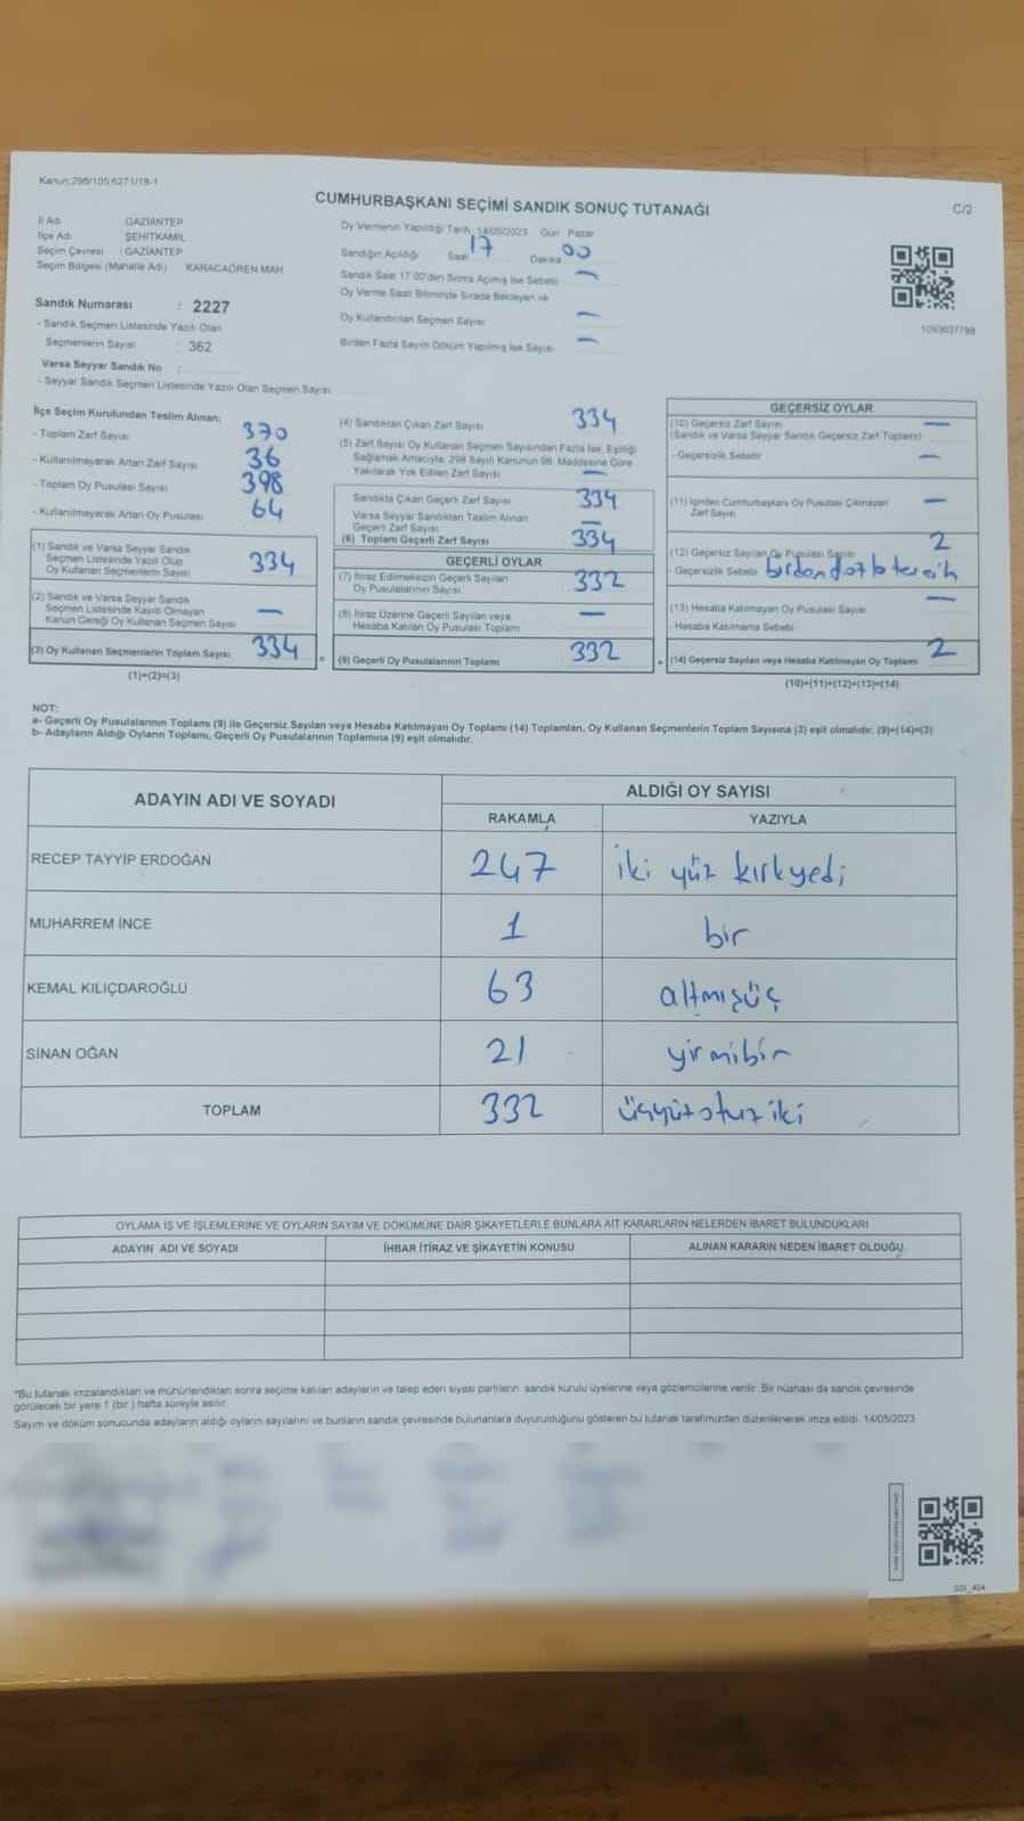 Kanun:298/105,6271/18-1
CUMHURBAŞKANI SEÇİMİ SANDIK SONUÇ TUTANAĞI
C/2
İl Adı GAZİANTEP
İlçe Adı ŞEHİTKAMİL
Seçim Çevresi : GAZİANTEP
Seçim Bölgesi (Mahalle Adı) KARACAÖREN MAH
Oy Vermenin Yapıldığı Tarih : 14/05/2023 Gün : Pazar
Sandığın Açıldığı Saat 17 Dakika 00
Sandık Saat 17:00'den Sonra Açılmış İse Sebebi —
Oy Verme Saati Bitiminde Sırada Bekleyen ve
Oy Kullandırılan Seçmen Sayısı —
Birden Fazla Sayım Döküm Yapılmış İse Sayısı —
Sandık Numarası : 2227
- Sandık Seçmen Listesinde Yazılı Olan
Seçmenlerin Sayısı : 362
Varsa Seyyar Sandık No :
- Seyyar Sandık Seçmen Listesinde Yazılı Olan Seçmen Sayısı
İlçe Seçim Kurulundan Teslim Alınan:
- Toplam Zarf Sayısı 370
- Kullanılmayarak Artan Zarf Sayısı 36
- Toplam Oy Pusulası Sayısı 398
- Kullanılmayarak Artan Oy Pusulası 64
(1) Sandık ve Varsa Seyyar Sandık
Seçmen Listesinde Yazılı Olup
Oy Kullanan Seçmenlerin Sayısı 334
(2) Sandık ve Varsa Seyyar Sandık
Seçmen Listesinde Kayıtlı Olmayan
Kanun Gereği Oy Kullanan Seçmen Sayısı —
(3) Oy Kullanan Seçmenlerin Toplam Sayısı 334
(1)+(2)=(3)
(4) Sandıktan Çıkan Zarf Sayısı 334
(5) Zarf Sayısı Oy Kullanan Seçmen Sayısından Fazla İse, Eşitliği
Sağlamak Amacıyla, 298 Sayılı Kanunun 98. Maddesine Göre
Yakılarak Yok Edilen Zarf Sayısı —
Sandıkta Çıkan Geçerli Zarf Sayısı 334
Varsa Seyyar Sandıktan Teslim Alınan
Geçerli Zarf Sayısı —
(6) Toplam Geçerli Zarf Sayısı 334
GEÇERLİ OYLAR
(7) İtiraz Edilmeksizin Geçerli Sayılan
Oy Pusulalarının Sayısı 332
(8) İtiraz Üzerine Geçerli Sayılan veya
Hesaba Katılan Oy Pusulası Toplamı —
(9) Geçerli Oy Pusulalarının Toplamı 332
GEÇERSİZ OYLAR
(10) Geçersiz Zarf Sayısı —
(Sandık ve Varsa Seyyar Sandık Geçersiz Zarf Toplamı)
- Geçersizlik Sebebi —
(11) İçinden Cumhurbaşkanı Oy Pusulası Çıkmayan
Zarf Sayısı —
(12) Geçersiz Sayılan Oy Pusulası Sayısı 2
- Geçersizlik Sebebi birden fazla tercih
(13) Hesaba Katılmayan Oy Pusulası Sayısı —
- Hesaba Katılmama Sebebi
(14) Geçersiz Sayılan veya Hesaba Katılmayan Oy Toplamı 2
(10)+(11)+(12)+(13)=(14)
NOT:
a- Geçerli Oy Pusulalarının Toplamı (9) ile Geçersiz Sayılan veya Hesaba Katılmayan Oy Toplamı (14) Toplamları, Oy Kullanan Seçmenlerin Toplam Sayısına (3) eşit olmalıdır. (9)+(14)=(3)
b- Adayların Aldığı Oyların Toplamı, Geçerli Oy Pusulalarının Toplamına (9) eşit olmalıdır.
ADAYIN ADI VE SOYADI
ALDIĞI OY SAYISI
RAKAMLA YAZIYLA
RECEP TAYYİP ERDOĞAN 247 iki yüz kırkyedi
MUHARREM İNCE 1 bir
KEMAL KILIÇDAROĞLU 63 altmışüç
SİNAN OĞAN 21 yirmibir
TOPLAM 332 üçyüzotuziki
OYLAMA İŞ VE İŞLEMLERİNE VE OYLARIN SAYIM VE DÖKÜMÜNE DAİR ŞİKAYETLERLE BUNLARA AİT KARARLARIN NELERDEN İBARET BULUNDUKLARI
ADAYIN ADI VE SOYADI İHBAR İTİRAZ VE ŞİKAYETİN KONUSU ALINAN KARARIN NEDEN İBARET OLDUĞU
*Bu tutanak imzalandıktan ve mühürlendikten sonra seçime katılan adayların ve talep eden siyasi partilerin sandık kurulu üyelerine veya gözlemcilerine verilir. Bir nüshası da sandık çevresinde
görülecek bir yere 1 (bir ) hafta süreyle asılır.
Sayım ve döküm sonucunda adayların aldığı oyların sayılarını ve bunların sandık çevresinde bulunanlara duyurulduğunu gösteren bu tutanak tarafımızdan düzenlenerek imza edildi. 14/05/2023